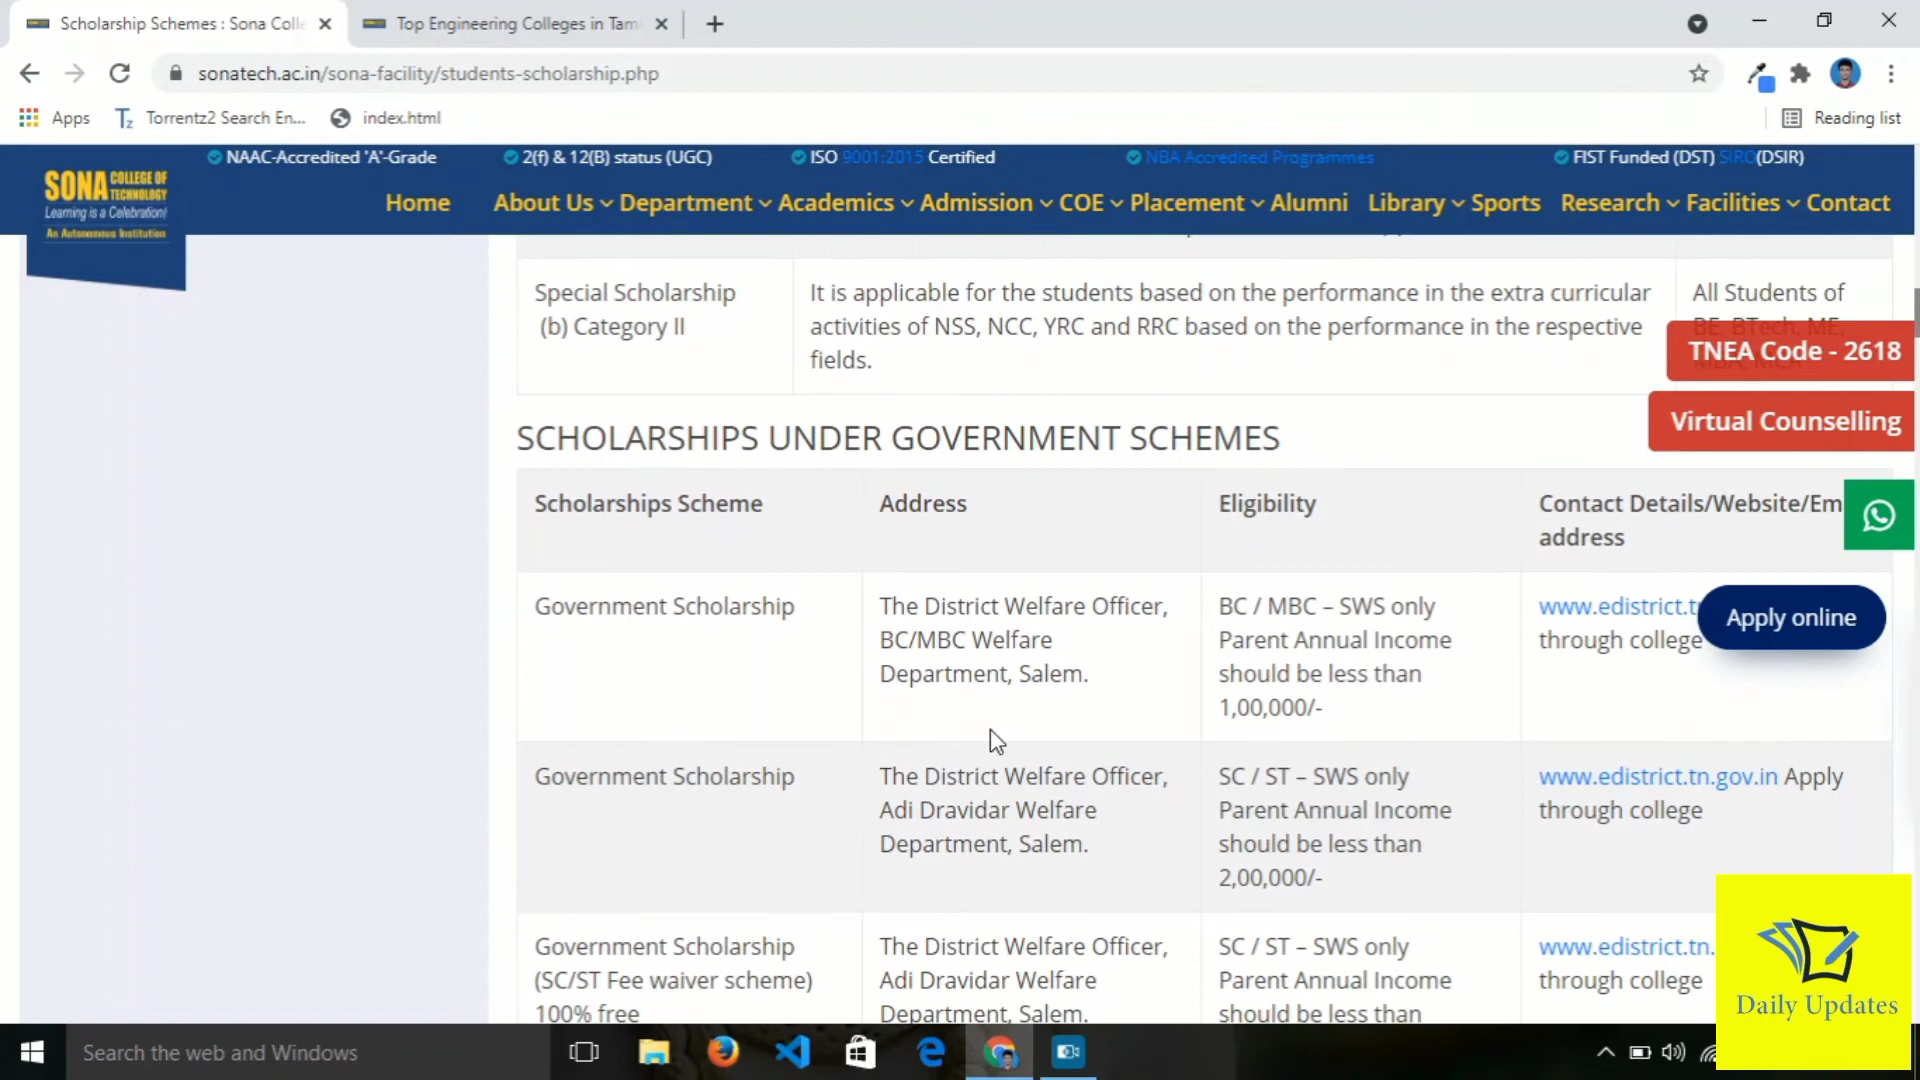 Scholarship Schemes : Sona Colle
Top Engineering Colleges in Tam
sonatech.ac.in/sona-facility/students-scholarship.php
Apps
Tz
Torrentz2 Search En...
index.html
Reading list
NAAC-Accredited 'A'-Grade
2(f) & 12(B) status (UGC)
ISO 9001:2015 Certified
NBA Accredited Programmes
FIST Funded (DST) SIRO(DSIR)
SONA COLLEGE OF TECHNOLOGY
Learning is a Celebration!
An Autonomous Institution
Home
About Us
Department
Academics
Admission
COE
Placement
Alumni
Library
Sports
Research
Facilities
Contact
Special Scholarship
(b) Category II
It is applicable for the students based on the performance in the extra curricular
activities of NSS, NCC, YRC and RRC based on the performance in the respective
fields.
All Students of
BE, BTech, ME,
TNEA Code - 2618
Virtual Counselling
SCHOLARSHIPS UNDER GOVERNMENT SCHEMES
Scholarships Scheme
Address
Eligibility
Contact Details/Website/Em
address
Government Scholarship
The District Welfare Officer,
BC/MBC Welfare
Department, Salem.
BC / MBC – SWS only
Parent Annual Income
should be less than
1,00,000/-
www.edistrict.t
through college
Apply online
Government Scholarship
The District Welfare Officer,
Adi Dravidar Welfare
Department, Salem.
SC / ST – SWS only
Parent Annual Income
should be less than
2,00,000/-
www.edistrict.tn.gov.in Apply
through college
Government Scholarship
(SC/ST Fee waiver scheme)
100% free
The District Welfare Officer,
Adi Dravidar Welfare
Department, Salem.
SC / ST – SWS only
Parent Annual Income
should be less than
www.edistrict.tn.
through college
Daily Updates
Search the web and Windows